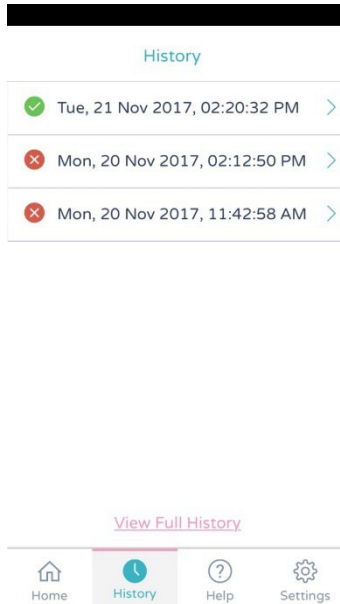 History
Tue, 21 Nov 2017, 02:20:32 PM
Mon, 20 Nov 2017, 02:12:50 PM
Mon, 20 Nov 2017, 11:42:58 AM
View Full History
Home History Help Settings